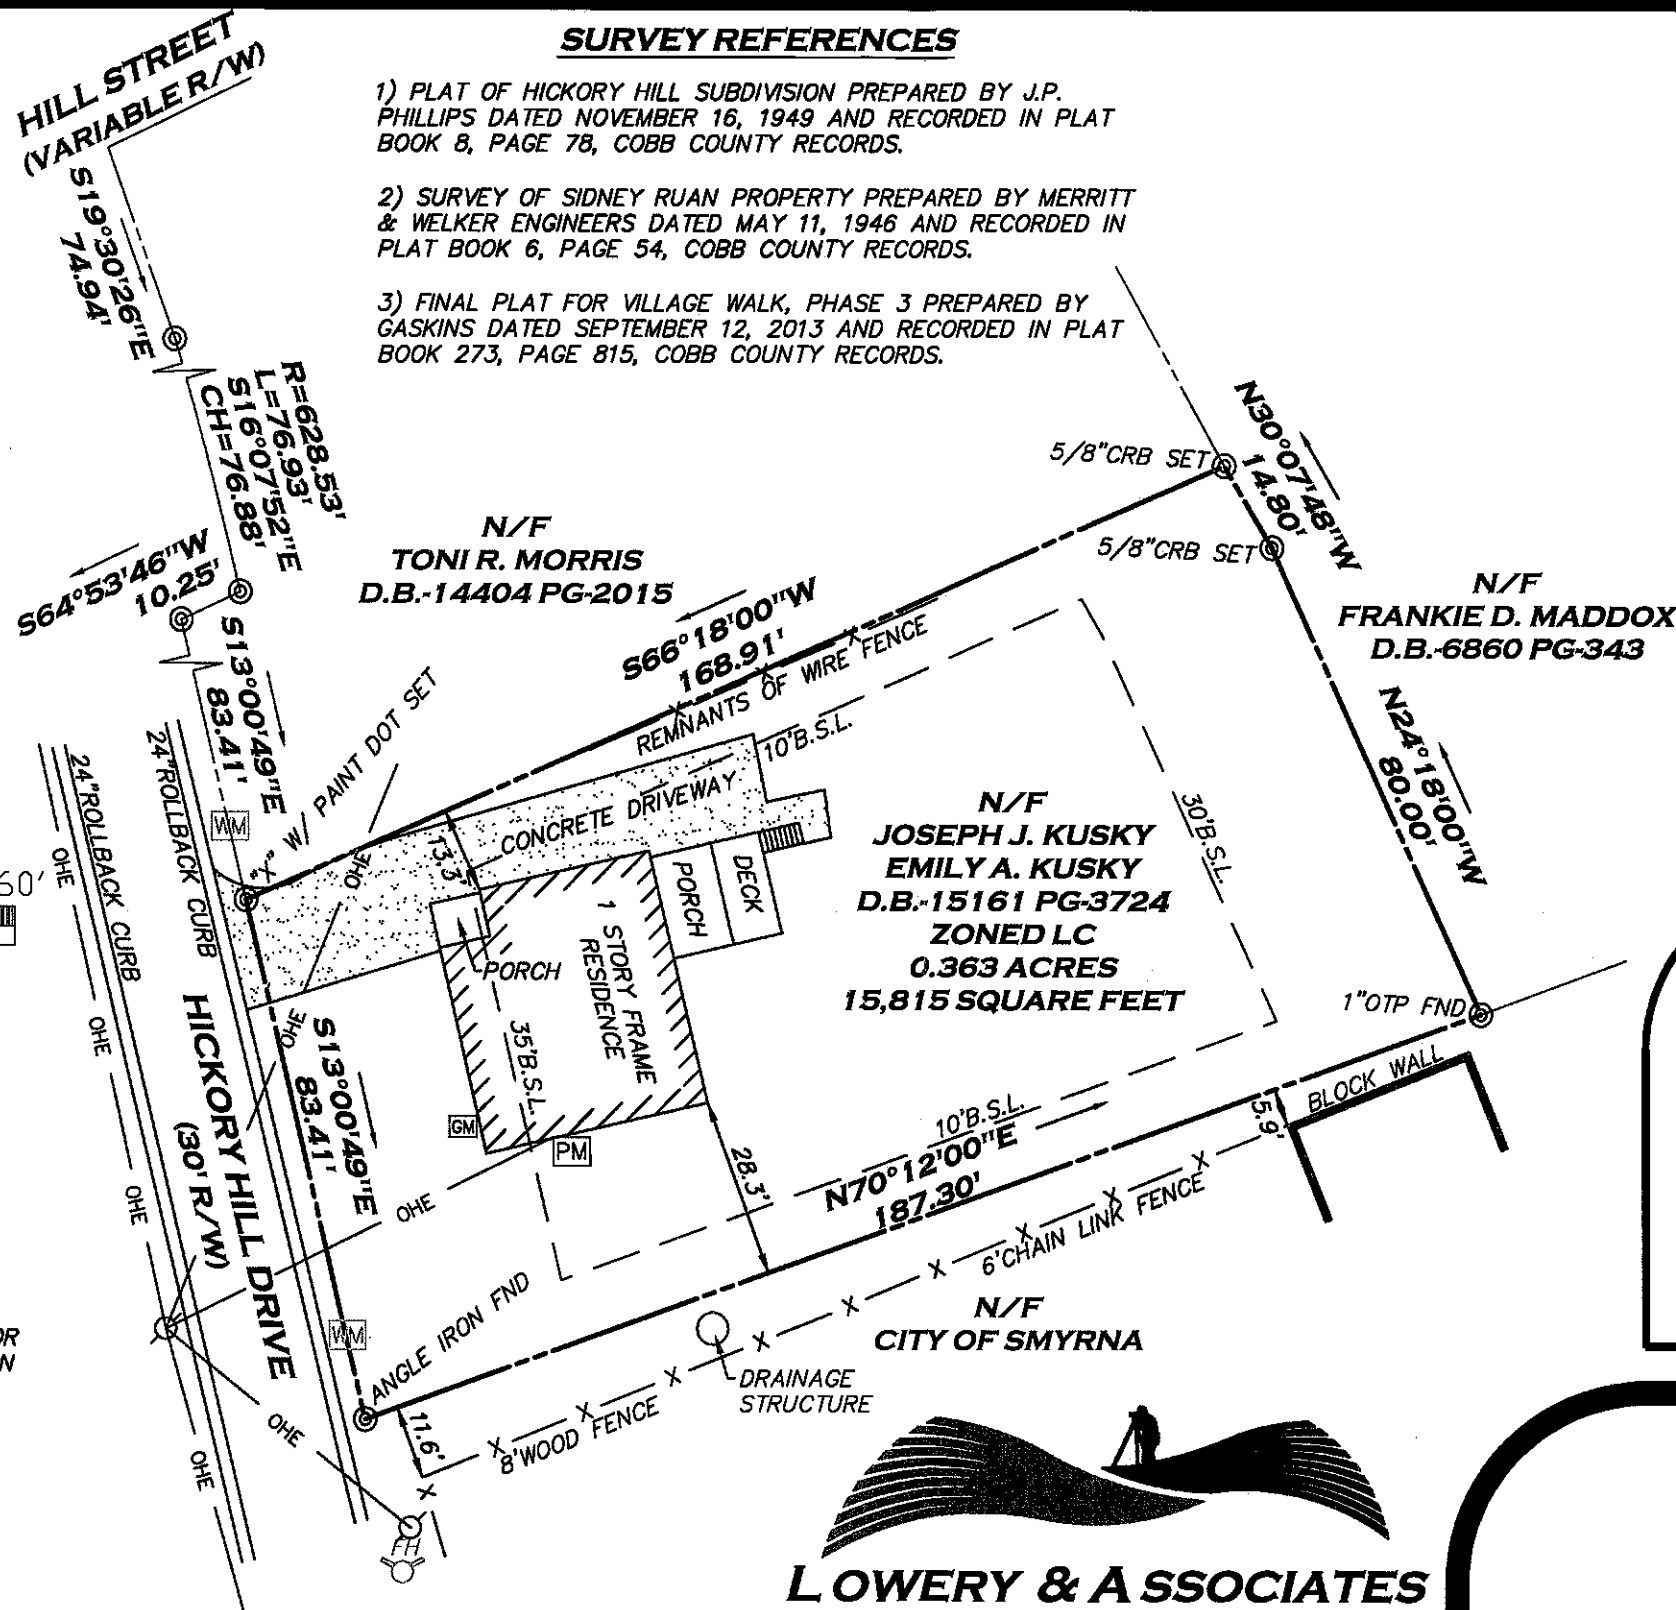 SURVEY REFERENCES
1) PLAT OF HICKORY HILL SUBDIVISION PREPARED BY J.P.
PHILLIPS DATED NOVEMBER 16, 1949 AND RECORDED IN PLAT
BOOK 8, PAGE 78, COBB COUNTY RECORDS.
2) SURVEY OF SIDNEY RUAN PROPERTY PREPARED BY MERRITT
& WELKER ENGINEERS DATED MAY 11, 1946 AND RECORDED IN
PLAT BOOK 6, PAGE 54, COBB COUNTY RECORDS.
3) FINAL PLAT FOR VILLAGE WALK, PHASE 3 PREPARED BY
GASKINS DATED SEPTEMBER 12, 2013 AND RECORDED IN PLAT
BOOK 273, PAGE 815, COBB COUNTY RECORDS.
HILL STREET
(VARIABLE R/W)
S19°30'26"E
74.94'
R=628.53'
L=76.93'
S16°07'52"E
CH=76.88'
S64°53'46"W
10.25'
S13°00'49"E
83.41'
N/F
TONI R. MORRIS
D.B.-14404 PG-2015
5/8"CRB SET
5/8"CRB SET
N30°07'48"W
14.80'
N/F
FRANKIE D. MADDOX
D.B.-6860 PG-343
N24°18'00"W
80.00'
S66°18'00"W
168.91'
REMNANTS OF WIRE FENCE
10'B.S.L.
30'B.S.L.
"X" W/ PAINT DOT SET
24"ROLLBACK CURB
24"ROLLBACK CURB
WM
OHE
OHE
OHE
OHE
OHE
OHE
OHE
OHE
60'
CONCRETE DRIVEWAY
13.3'
PORCH
DECK
PORCH
1 STORY FRAME
RESIDENCE
35'B.S.L.
GM
PM
N/F
JOSEPH J. KUSKY
EMILY A. KUSKY
D.B.-15161 PG-3724
ZONED LC
0.363 ACRES
15,815 SQUARE FEET
1"OTP FND
BLOCK WALL
5.9'
HICKORY HILL DRIVE
(30' R/W)
S13°00'49"E
83.41'
28.3'
10'B.S.L.
N70°12'00"E
187.30'
6'CHAIN LINK FENCE
N/F
CITY OF SMYRNA
WM
ANGLE IRON FND
11.6'
8'WOOD FENCE
DRAINAGE
STRUCTURE
FH
OR
N
LOWERY & ASSOCIATES